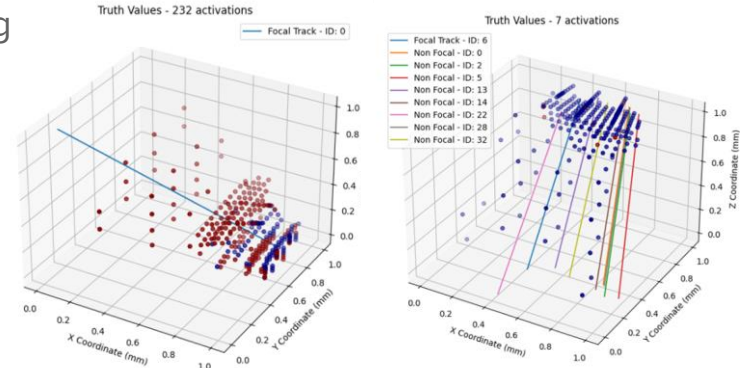 g
Truth Values - 232 activations
Focal Track - ID: 0
1.0
0.8
0.6
0.4
0.2
0.0
0.0
0.2
0.4
0.6
0.8
1.0
X Coordinate (mm)
0.0
0.2
0.4
0.6
0.8
1.0
Y Coordinate (mm)
Truth Values - 7 activations
Focal Track - ID: 6
Non Focal - ID: 0
Non Focal - ID: 2
Non Focal - ID: 5
Non Focal - ID: 13
Non Focal - ID: 14
Non Focal - ID: 22
Non Focal - ID: 28
Non Focal - ID: 32
1.0
0.8
0.6
0.4
0.2
0.0
Z Coordinate (mm)
0.0
0.2
0.4
0.6
0.8
1.0
X Coordinate (mm)
0.0
0.2
0.4
0.6
0.8
1.0
Y Coordinate (mm)